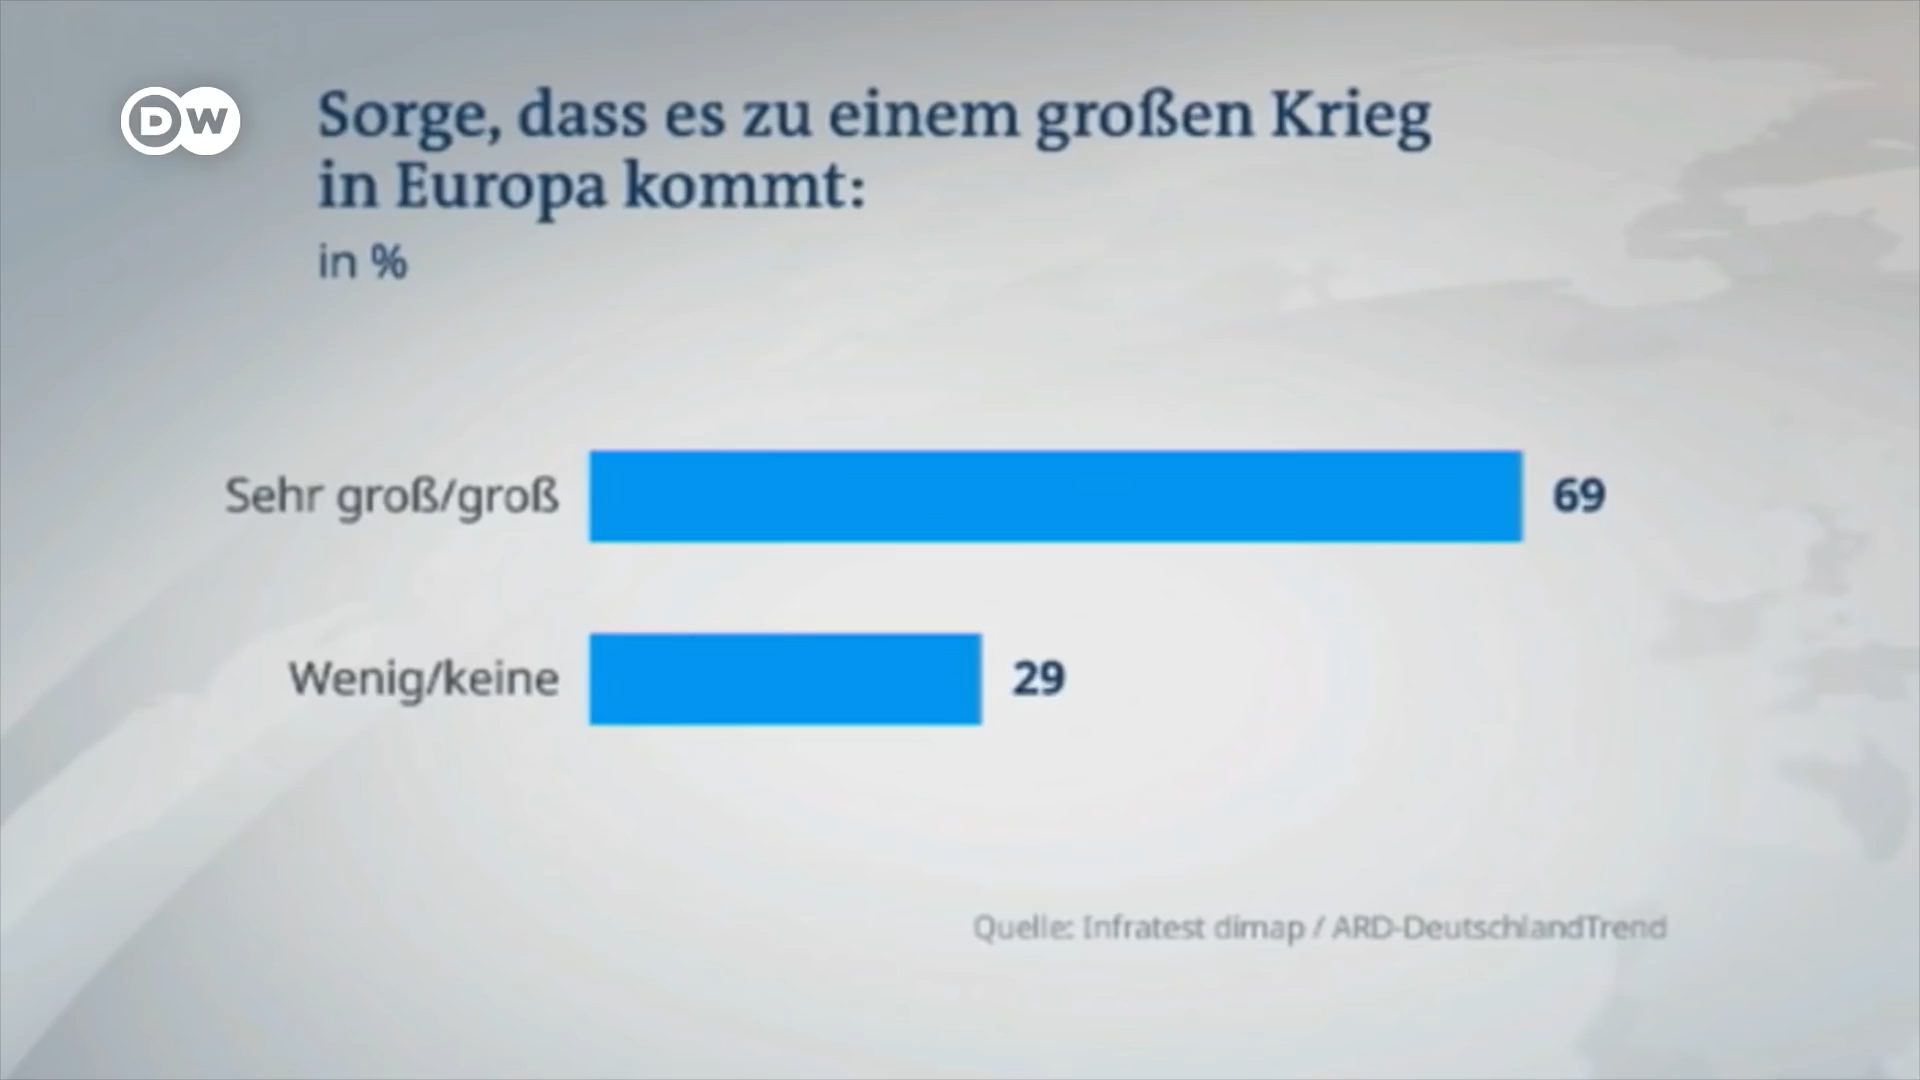 DW
Sorge, dass es zu einem großen Krieg
in Europa kommt:
in %
Sehr groß/groß 69
Wenig/keine 29
Quelle: Infratest dimap / ARD-DeutschlandTrend